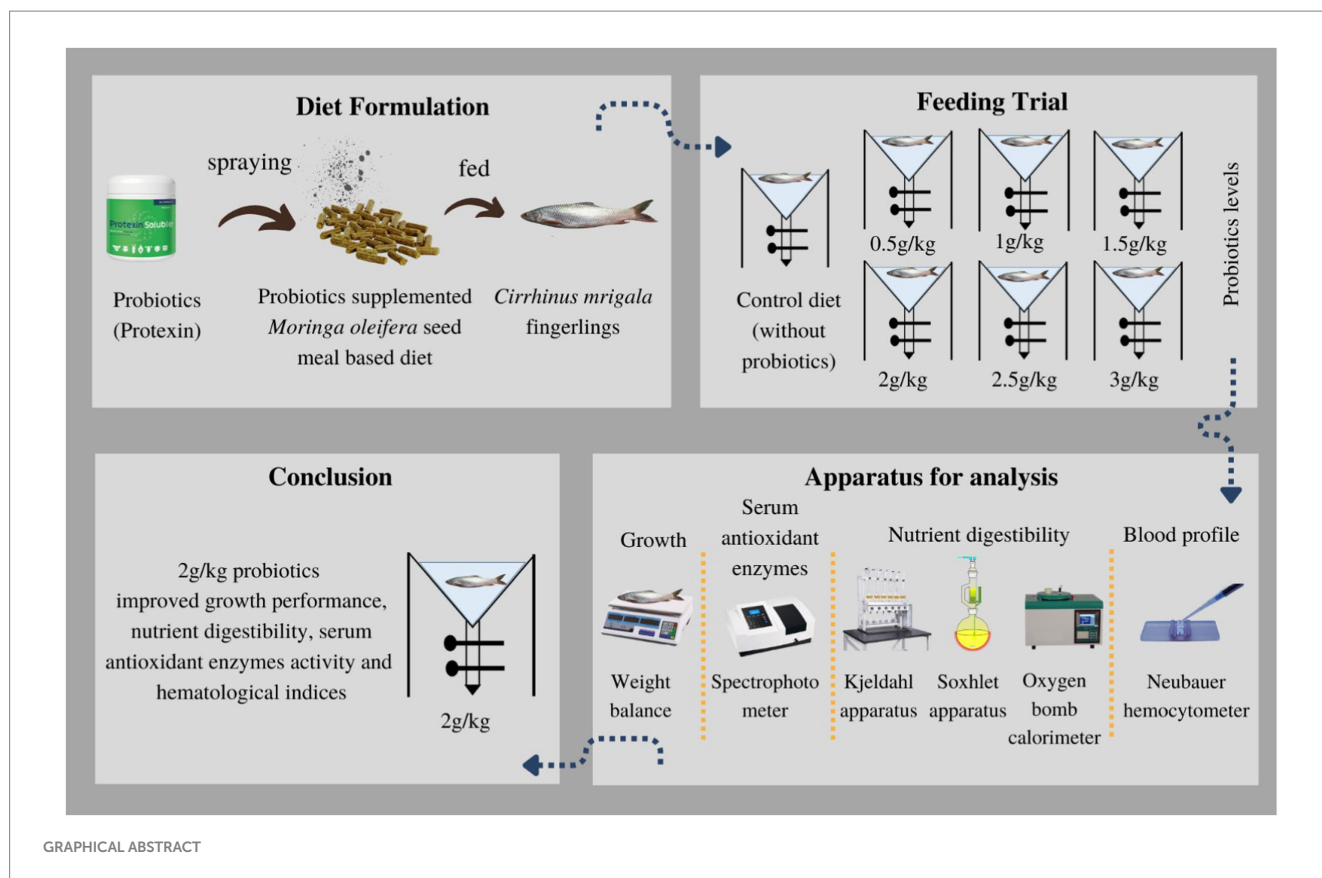 Diet Formulation
spraying
fed
Protexin Soluble
Probiotics
(Protexin)
Probiotics supplemented
Moringa oleifera seed
meal based diet
Cirrhinus mrigala
fingerlings
Feeding Trial
Control diet
(without
probiotics)
0.5g/kg
1g/kg
1.5g/kg
2g/kg
2.5g/kg
3g/kg
Probiotics levels
Apparatus for analysis
Growth
Serum
antioxidant
enzymes
Nutrient digestibility
Blood profile
Weight
balance
Spectrophoto
meter
Kjeldahl
apparatus
Soxhlet
apparatus
Oxygen
bomb
calorimeter
Neubauer
hemocytometer
Conclusion
2g/kg probiotics
improved growth performance,
nutrient digestibility, serum
antioxidant enzymes activity and
hematological indices
2g/kg
GRAPHICAL ABSTRACT